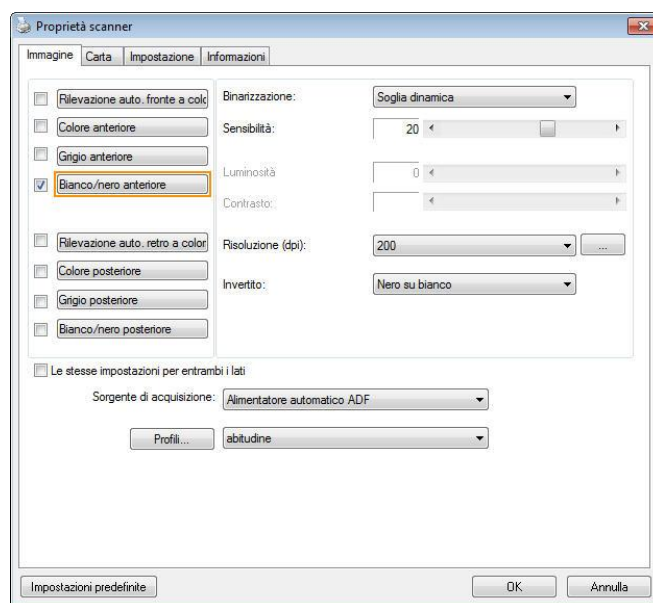 Proprietà scanner
Immagine Carta Impostazione Informazioni
Rilevazione auto. fronte a colo
Binarizzazione: Soglia dinamica
Colore anteriore
Sensibilità: 20
Grigio anteriore
Luminosità 0
Bianco/nero anteriore
Contrasto:
Rilevazione auto. retro a color
Risoluzione (dpi): 200 ...
Colore posteriore
Invertito: Nero su bianco
Grigio posteriore
Bianco/nero posteriore
Le stesse impostazioni per entrambi i lati
Sorgente di acquisizione: Alimentatore automatico ADF
Profili... abitudine
Impostazioni predefinite OK Annulla